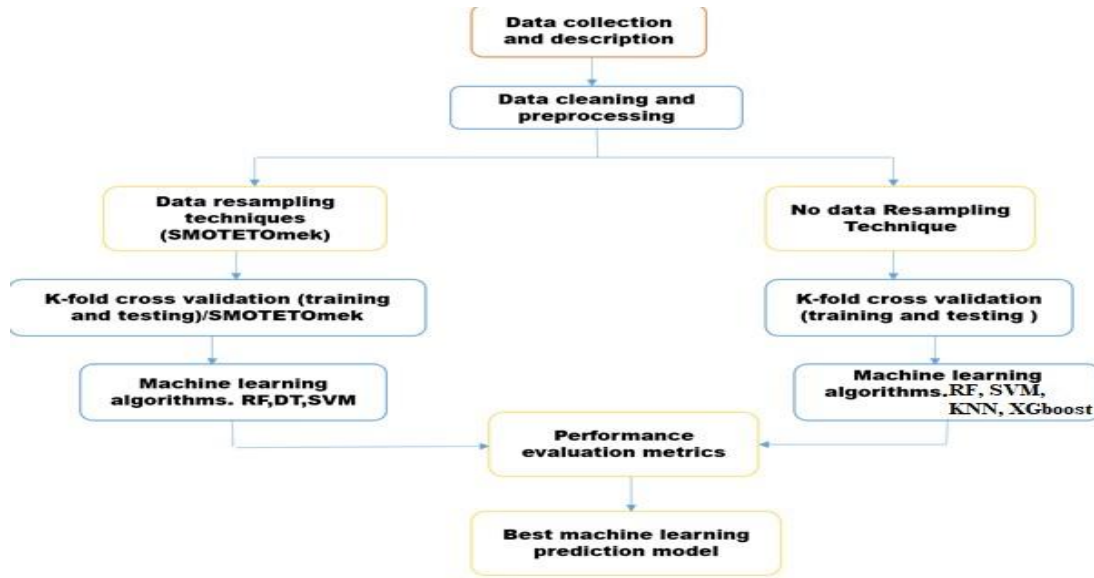 Data collection
and description
Data cleaning and
preprocessing
Data resampling
techniques
(SMOTETOmek)
No data Resampling
Technique
K-fold cross validation (training
and testing)/SMOTETOmek
K-fold cross validation
(training and testing )
Machine learning
algorithms. RF,DT,SVM
Machine learning
algorithms.RF, SVM,
KNN, XGboost
Performance
evaluation metrics
Best machine learning
prediction model